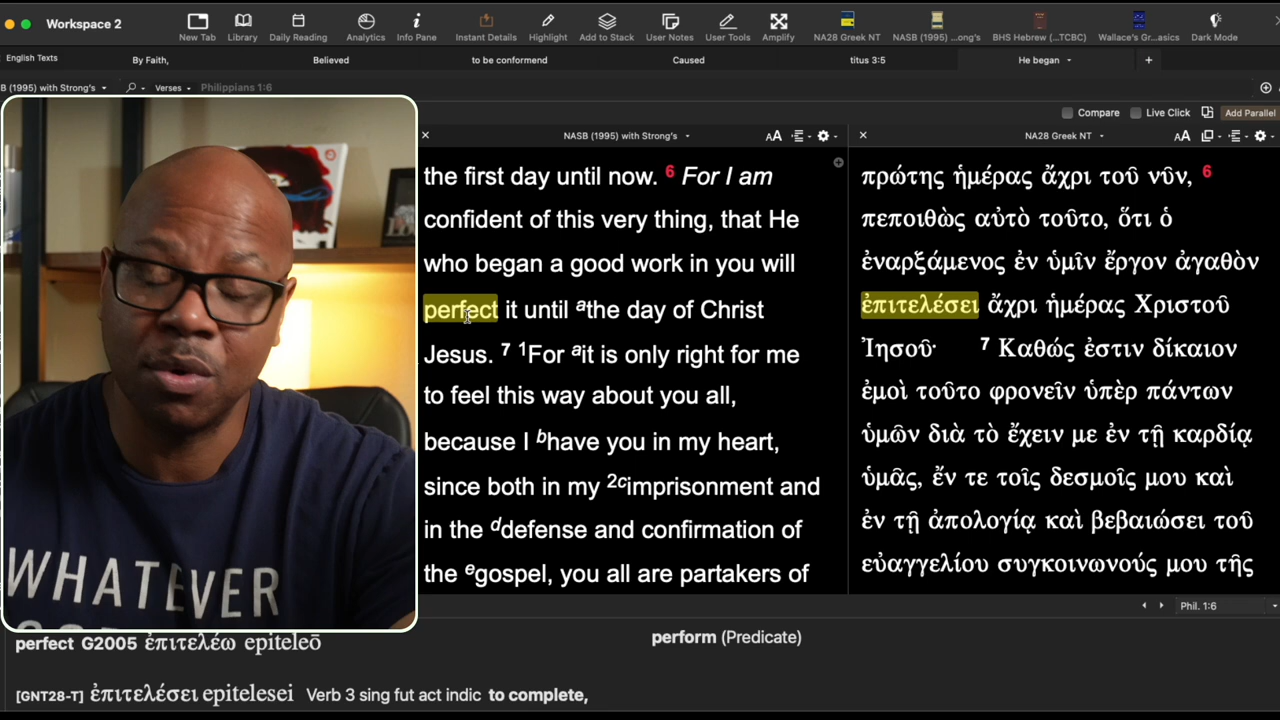 Workspace 2
New Tab
Library
Daily Reading
Analytics
Info Pane
Instant Details
Highlight
Add to Stack
User Notes
User Tools
Amplify
NA28 Greek NT
NASB (1995) ...ong's
BHS Hebrew (...TCBC)
Wallace's Gr...asics
Dark Mode
English Texts
By Faith,
Believed
to be conformend
Caused
titus 3:5
He began
B (1995) with Strong's
Verses
Philippians 1:6
Compare
Live Click
Add Parallel
NASB (1995) with Strong's
AA
NA28 Greek NT
AA
the first day until now. 6 For I am
confident of this very thing, that He
who began a good work in you will
perfect it until athe day of Christ
Jesus. 7 1For ait is only right for me
to feel this way about you all,
because I bhave you in my heart,
since both in my 2cimprisonment and
in the ddefense and confirmation of
the egospel, you all are partakers of
πρώτης ἡμέρας ἄχρι τοῦ νῦν, 6
πεποιθὼς αὐτὸ τοῦτο, ὅτι ὁ
ἐναρξάμενος ἐν ὑμῖν ἔργον ἀγαθὸν
ἐπιτελέσει ἄχρι ἡμέρας Χριστοῦ
Ἰησοῦ· 7 Καθώς ἐστιν δίκαιον
ἐμοὶ τοῦτο φρονεῖν ὑπὲρ πάντων
ὑμῶν διὰ τὸ ἔχειν με ἐν τῇ καρδίᾳ
ὑμᾶς, ἔν τε τοῖς δεσμοῖς μου καὶ
ἐν τῇ ἀπολογίᾳ καὶ βεβαιώσει τοῦ
εὐαγγελίου συγκοινωνούς μου τῆς
Phil. 1:6
WHATEVER
perfect G2005 ἐπιτελέω epiteleō
perform (Predicate)
[GNT28-T] ἐπιτελέσει epitelesei Verb 3 sing fut act indic to complete,